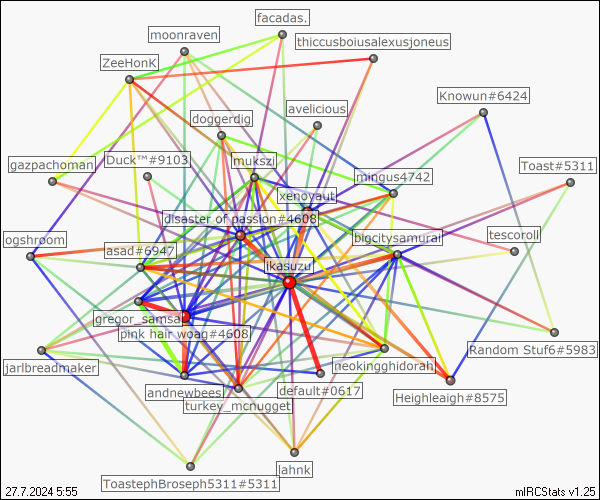 facadas.
moonraven
thiccusboiusalexusjoneus
ZeeHonK
Knowun#6424
avelicious
doggerdig
Duck™#9103
mukszi
gazpachoman
Toast#5311
mingus4742
xenoyaut
disaster of passion#4608
ogshrøom
bigcitysamurai
tescoroll
asad#6947
ikasuzu
gregor_samsa
pink hair woag#4608
Random Stuf6#5983
jarlbreadmaker
neokingghidorah
andnewbees
default#0617
Heighleaigh#8575
turkey_mcnugget
lahnk
ToastephBroseph5311#5311
27.7.2024 5:55
mIRCStats v1.25